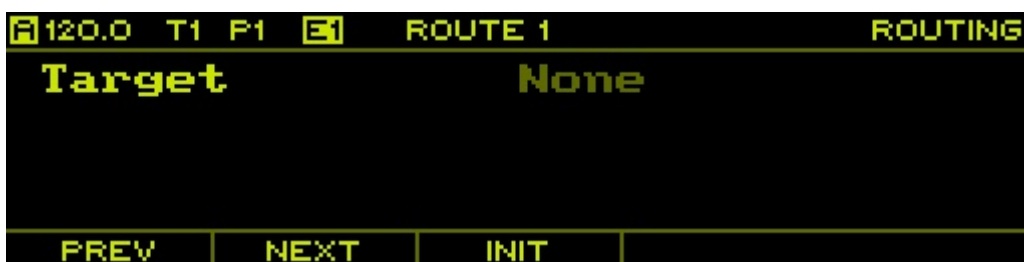 A 120.0 T1 P1 E1 ROUTE 1 ROUTING
Target None
PREV NEXT INIT